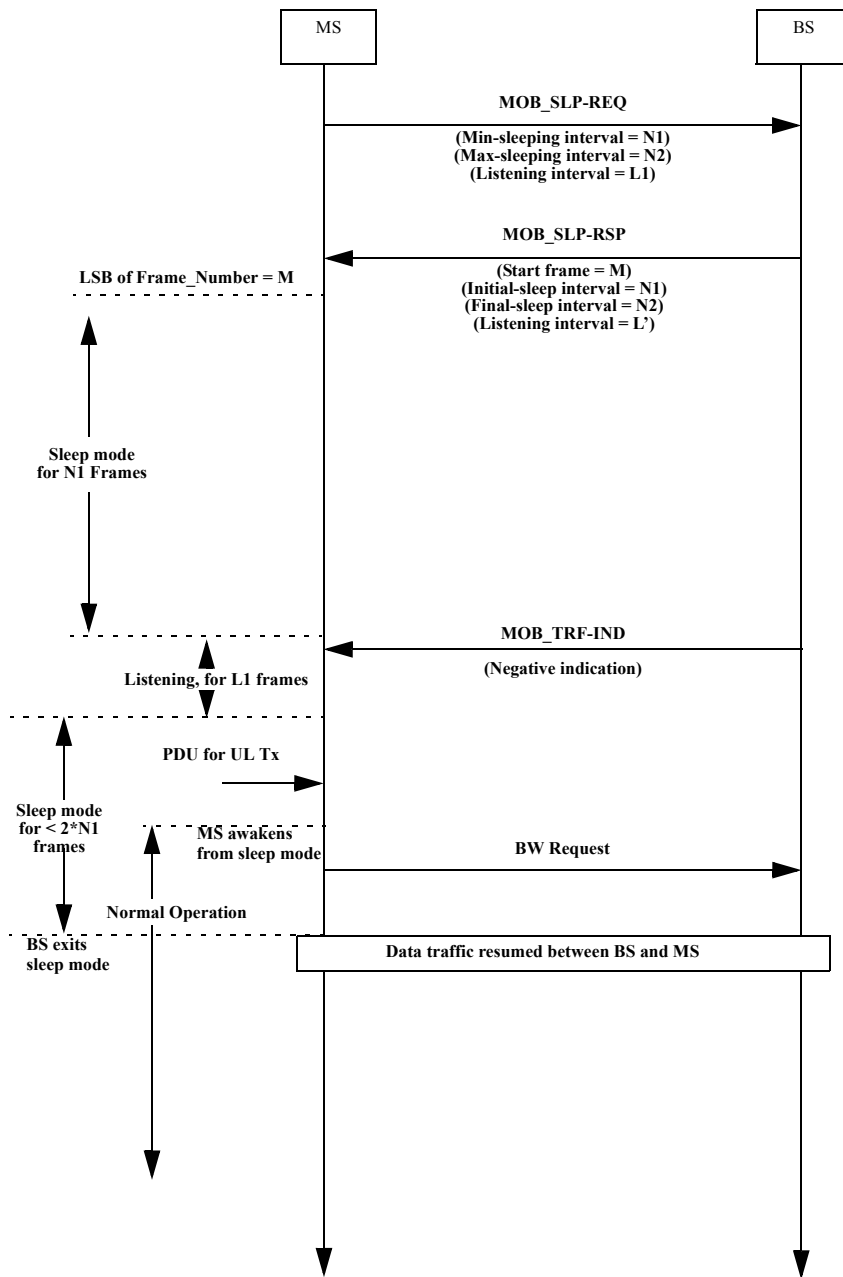 MS
BS
MOB_SLP-REQ
(Min-sleeping interval = N1)
(Max-sleeping interval = N2)
(Listening interval = L1)
MOB_SLP-RSP
(Start frame = M)
(Initial-sleep interval = N1)
(Final-sleep interval = N2)
(Listening interval = L’)
LSB of Frame_Number = M
Sleep mode
for N1 Frames
MOB_TRF-IND
(Negative indication)
Listening, for L1 frames
PDU for UL Tx
Sleep mode
for < 2*N1
frames
MS awakens
from sleep mode
BW Request
Normal Operation
BS exits
sleep mode
Data traffic resumed between BS and MS